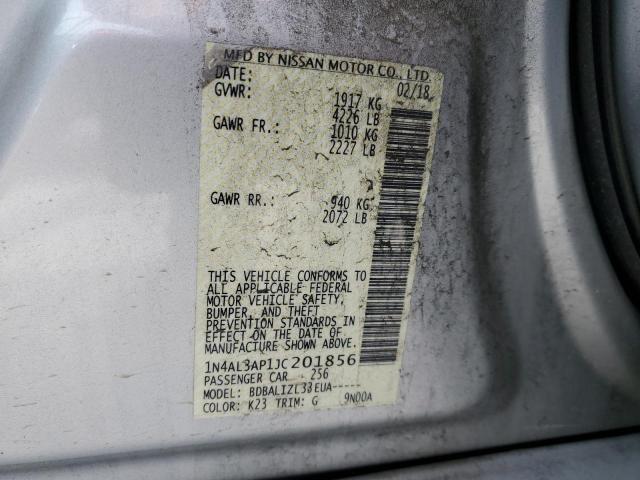 MFD BY NISSAN MOTOR CO., LTD.
DATE: 02/18
GVWR: 1917 KG
4226 LB
GAWR FR.: 1010 KG
2227 LB
GAWR RR.: 940 KG
2072 LB
THIS VEHICLE CONFORMS TO
ALL APPLICABLE FEDERAL
MOTOR VEHICLE SAFETY,
BUMPER, AND THEFT
PREVENTION STANDARDS IN
EFFECT ON THE DATE OF
MANUFACTURE SHOWN ABOVE.
1N4AL3AP1JC201856
PASSENGER CAR 256
MODEL: BDBALIZL33EUA-----
COLOR: K23 TRIM: G 9N00A